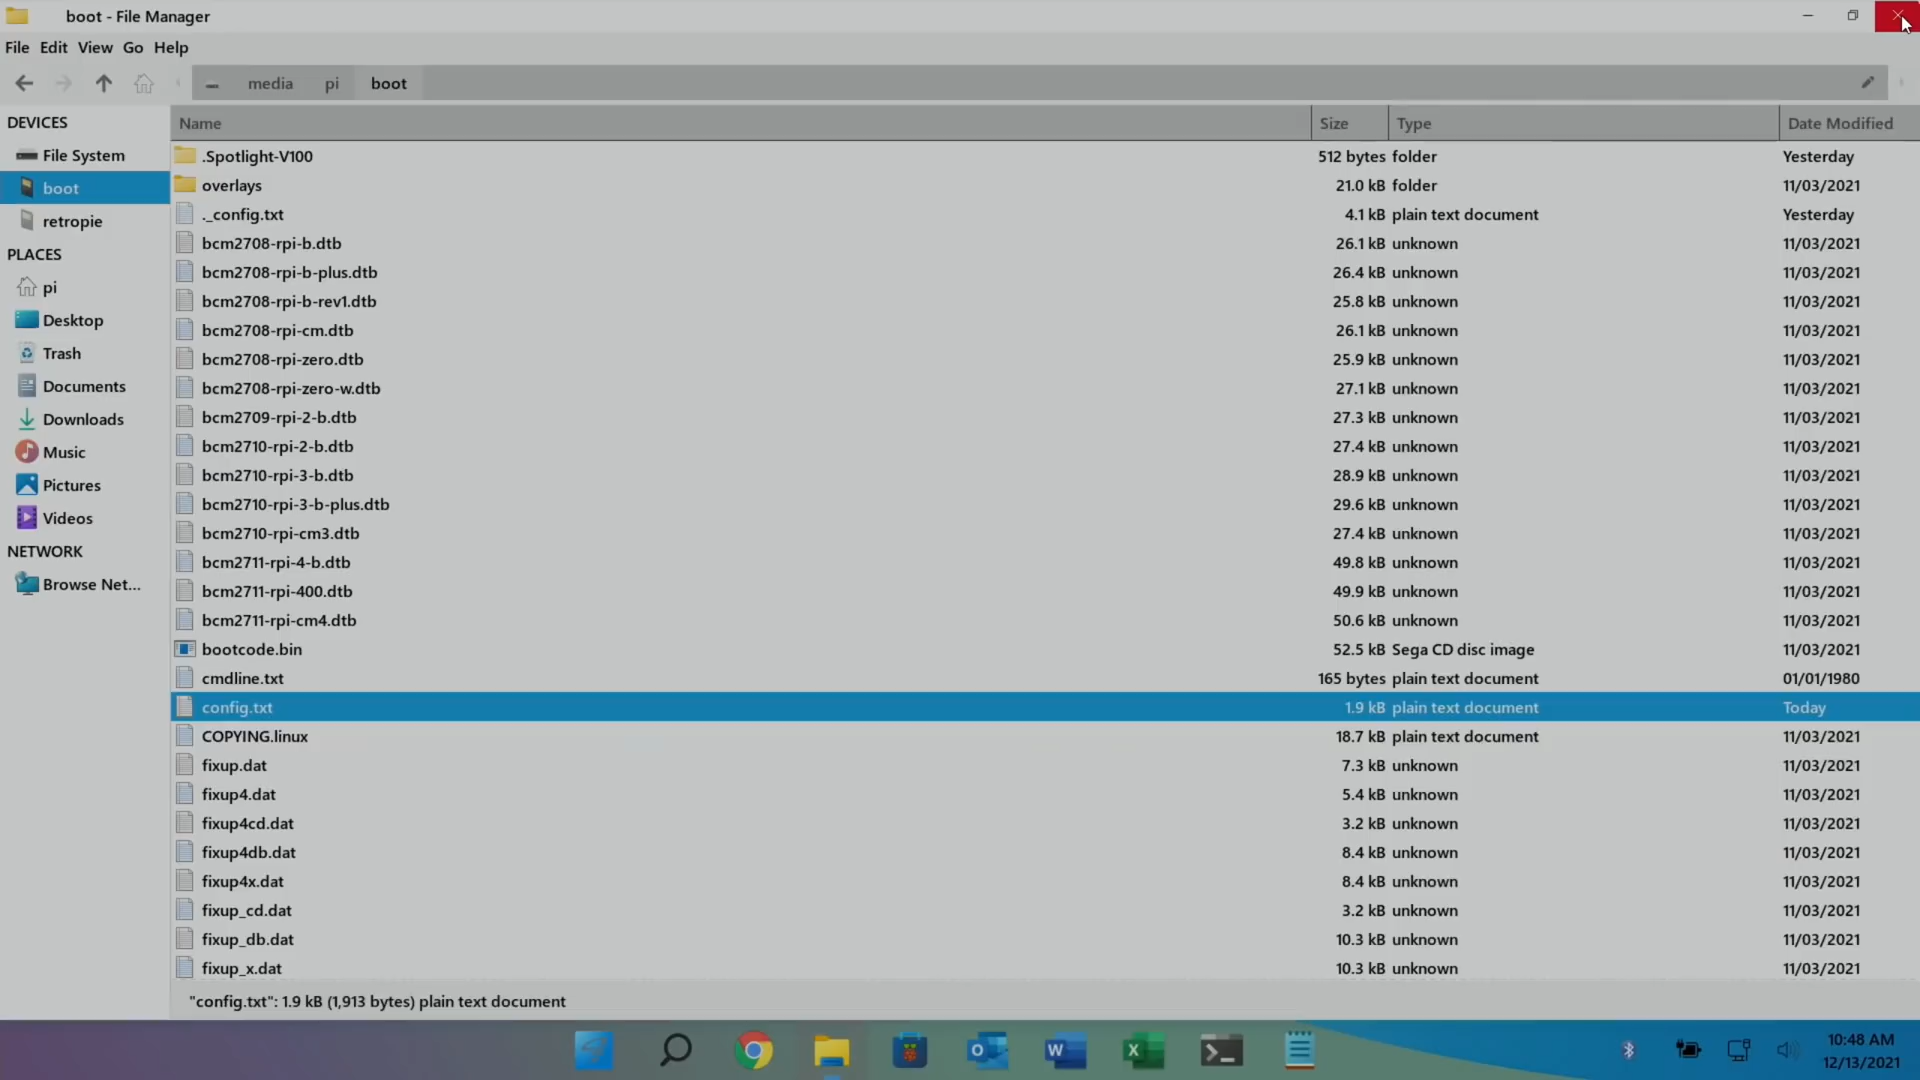 boot - File Manager
File Edit View Go Help
media pi boot
DEVICES
File System
boot
retropie
PLACES
pi
Desktop
Trash
Documents
Downloads
Music
Pictures
Videos
NETWORK
Browse Net...
Name Size Type Date Modified
.Spotlight-V100 512 bytes folder Yesterday
overlays 21.0 kB folder 11/03/2021
._config.txt 4.1 kB plain text document Yesterday
bcm2708-rpi-b.dtb 26.1 kB unknown 11/03/2021
bcm2708-rpi-b-plus.dtb 26.4 kB unknown 11/03/2021
bcm2708-rpi-b-rev1.dtb 25.8 kB unknown 11/03/2021
bcm2708-rpi-cm.dtb 26.1 kB unknown 11/03/2021
bcm2708-rpi-zero.dtb 25.9 kB unknown 11/03/2021
bcm2708-rpi-zero-w.dtb 27.1 kB unknown 11/03/2021
bcm2709-rpi-2-b.dtb 27.3 kB unknown 11/03/2021
bcm2710-rpi-2-b.dtb 27.4 kB unknown 11/03/2021
bcm2710-rpi-3-b.dtb 28.9 kB unknown 11/03/2021
bcm2710-rpi-3-b-plus.dtb 29.6 kB unknown 11/03/2021
bcm2710-rpi-cm3.dtb 27.4 kB unknown 11/03/2021
bcm2711-rpi-4-b.dtb 49.8 kB unknown 11/03/2021
bcm2711-rpi-400.dtb 49.9 kB unknown 11/03/2021
bcm2711-rpi-cm4.dtb 50.6 kB unknown 11/03/2021
bootcode.bin 52.5 kB Sega CD disc image 11/03/2021
cmdline.txt 165 bytes plain text document 01/01/1980
config.txt 1.9 kB plain text document Today
COPYING.linux 18.7 kB plain text document 11/03/2021
fixup.dat 7.3 kB unknown 11/03/2021
fixup4.dat 5.4 kB unknown 11/03/2021
fixup4cd.dat 3.2 kB unknown 11/03/2021
fixup4db.dat 8.4 kB unknown 11/03/2021
fixup4x.dat 8.4 kB unknown 11/03/2021
fixup_cd.dat 3.2 kB unknown 11/03/2021
fixup_db.dat 10.3 kB unknown 11/03/2021
fixup_x.dat 10.3 kB unknown 11/03/2021
"config.txt": 1.9 kB (1,913 bytes) plain text document
10:48 AM
12/13/2021